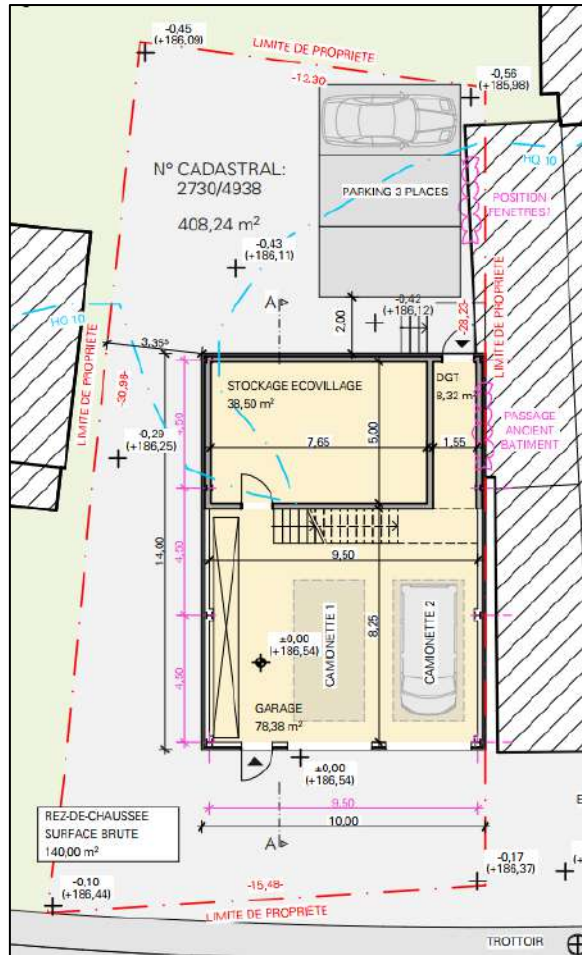 -0,45
(+186,09)
LIMITE DE PROPRIETE
-12,30
-0,56
(+185,98)
HQ 10
N° CADASTRAL:
2730/4938
408,24 m²
PARKING 3 PLACES
POSITION
FENETRES!
-0,43
(+186,11)
-0,42
(+186,12)
A
2,00
-28,23-
LIMITE DE PROPRIETE
HQ 10
3,35⁵
LIMITE DE PROPRIETE
-30,98-
STOCKAGE ECOVILLAGE
38,50 m²
DGT
8,32 m²
4,50
5,00
7,65
1,55
PASSAGE
ANCIENT
BATIMENT
-0,29
(+186,25)
14,00
4,50
9,50
8,25
CAMIONETTE 1
CAMIONETTE 2
±0,00
(+186,54)
4,50
GARAGE
78,38 m²
±0,00
(+186,54)
9,50
10,00
REZ-DE-CHAUSSEE
SURFACE BRUTE
140,00 m²
A
-0,17
(+186,37)
-0,10
(+186,44)
-15,48-
LIMITE DE PROPRIETE
TROTTOIR